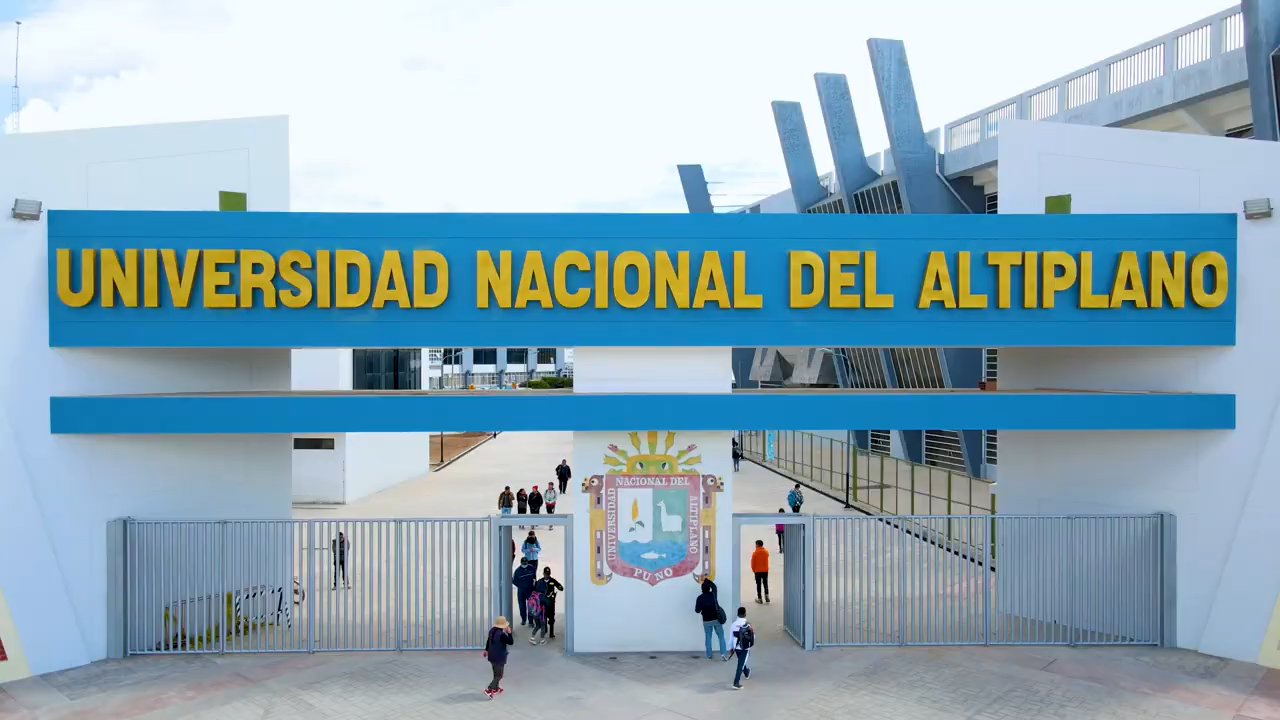 UNIVERSIDAD NACIONAL DEL ALTIPLANO
UNIVERSIDAD
NACIONAL DEL
ALTIPLANO
PUNO